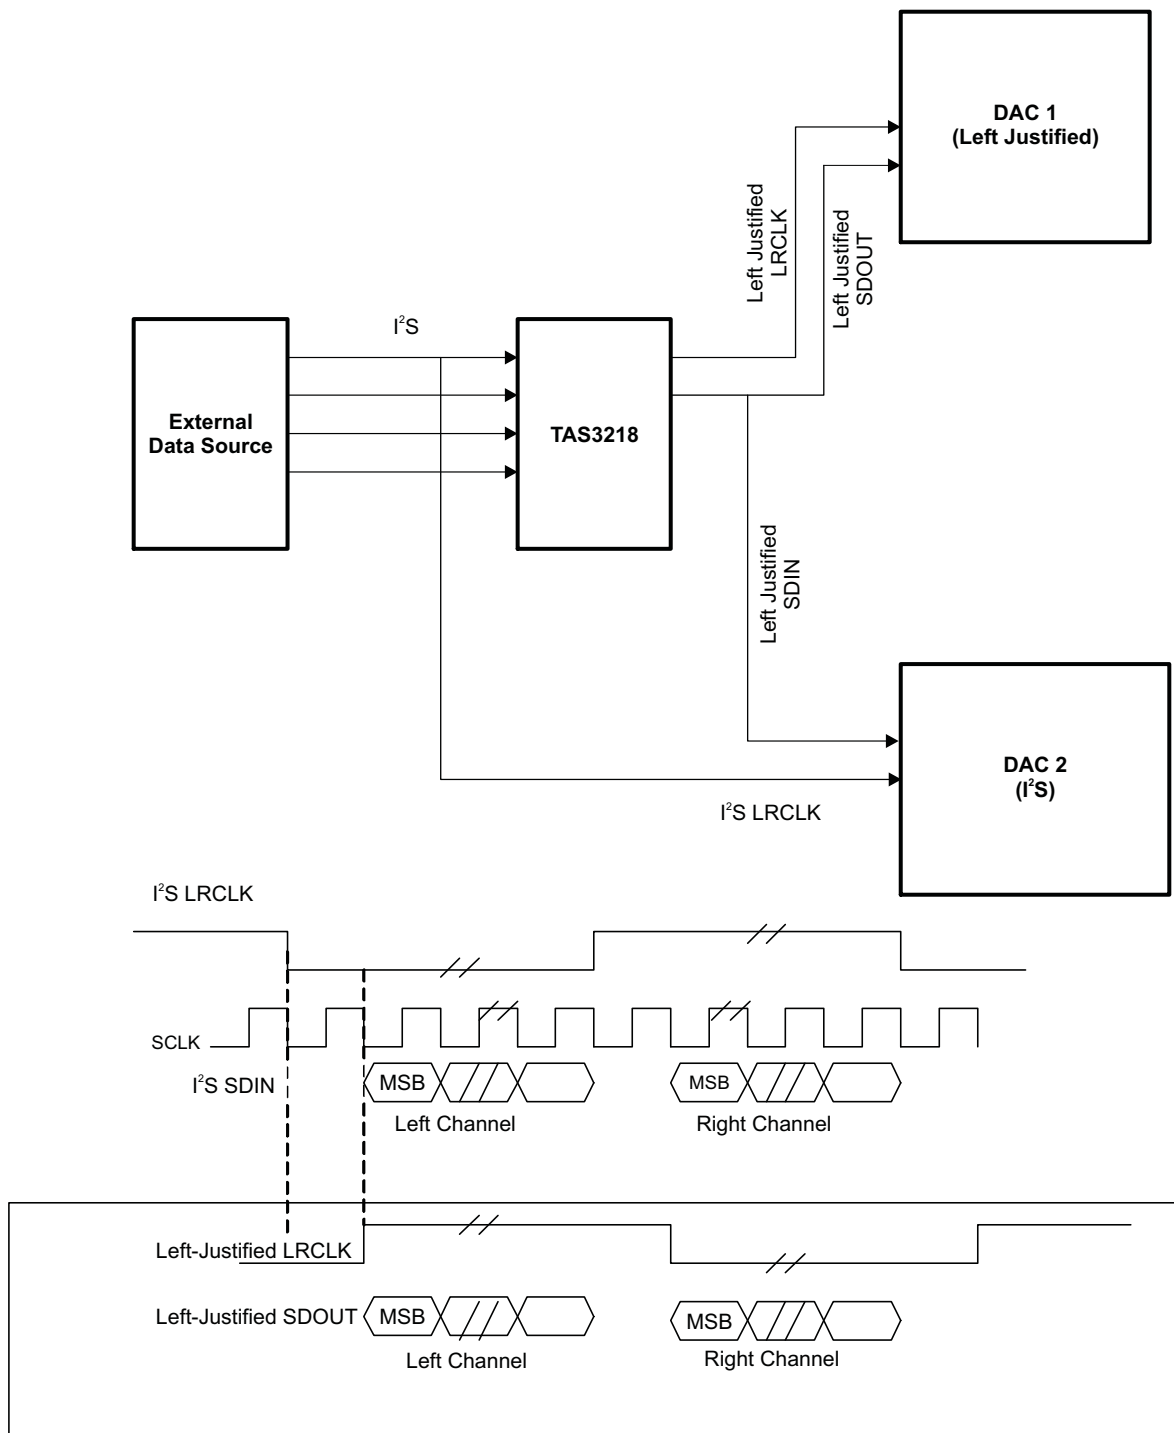 DAC 1
(Left Justified)
Left Justified
LRCLK
Left Justified
SDOUT
I²S
External
Data Source
TAS3218
Left Justified
SDIN
DAC 2
(I²S)
I²S LRCLK
I²S LRCLK
SCLK
I²S SDIN
MSB
MSB
Left Channel
Right Channel
Left-Justified LRCLK
Left-Justified SDOUT
MSB
MSB
Left Channel
Right Channel